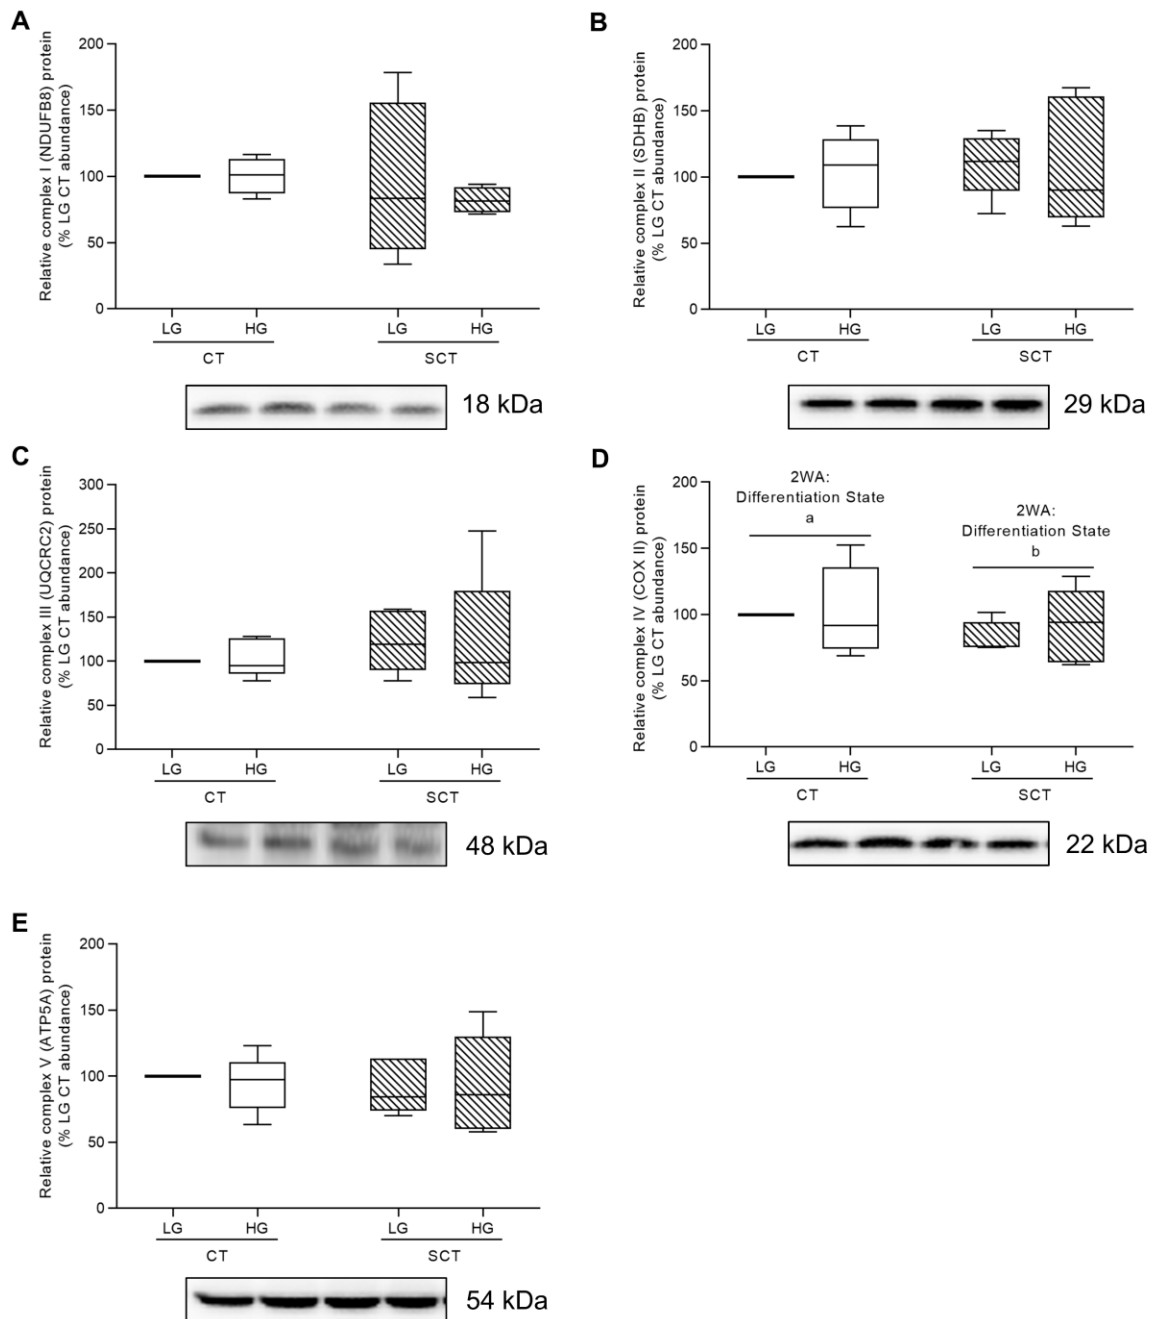 A
Relative complex I (NDUFB8) protein
(% LG CT abundance)
200
150
100
50
0
LG HG LG HG
CT SCT
18 kDa
B
Relative complex II (SDHB) protein
(% LG CT abundance)
200
150
100
50
0
LG HG LG HG
CT SCT
29 kDa
C
Relative complex III (UQCRC2) protein
(% LG CT abundance)
300
250
200
150
100
50
0
LG HG LG HG
CT SCT
48 kDa
D
Relative complex IV (COX II) protein
(% LG CT abundance)
200
150
100
50
0
2WA:
Differentiation State
a
2WA:
Differentiation State
b
LG HG LG HG
CT SCT
22 kDa
E
Relative complex V (ATP5A) protein
(% LG CT abundance)
200
150
100
50
0
LG HG LG HG
CT SCT
54 kDa